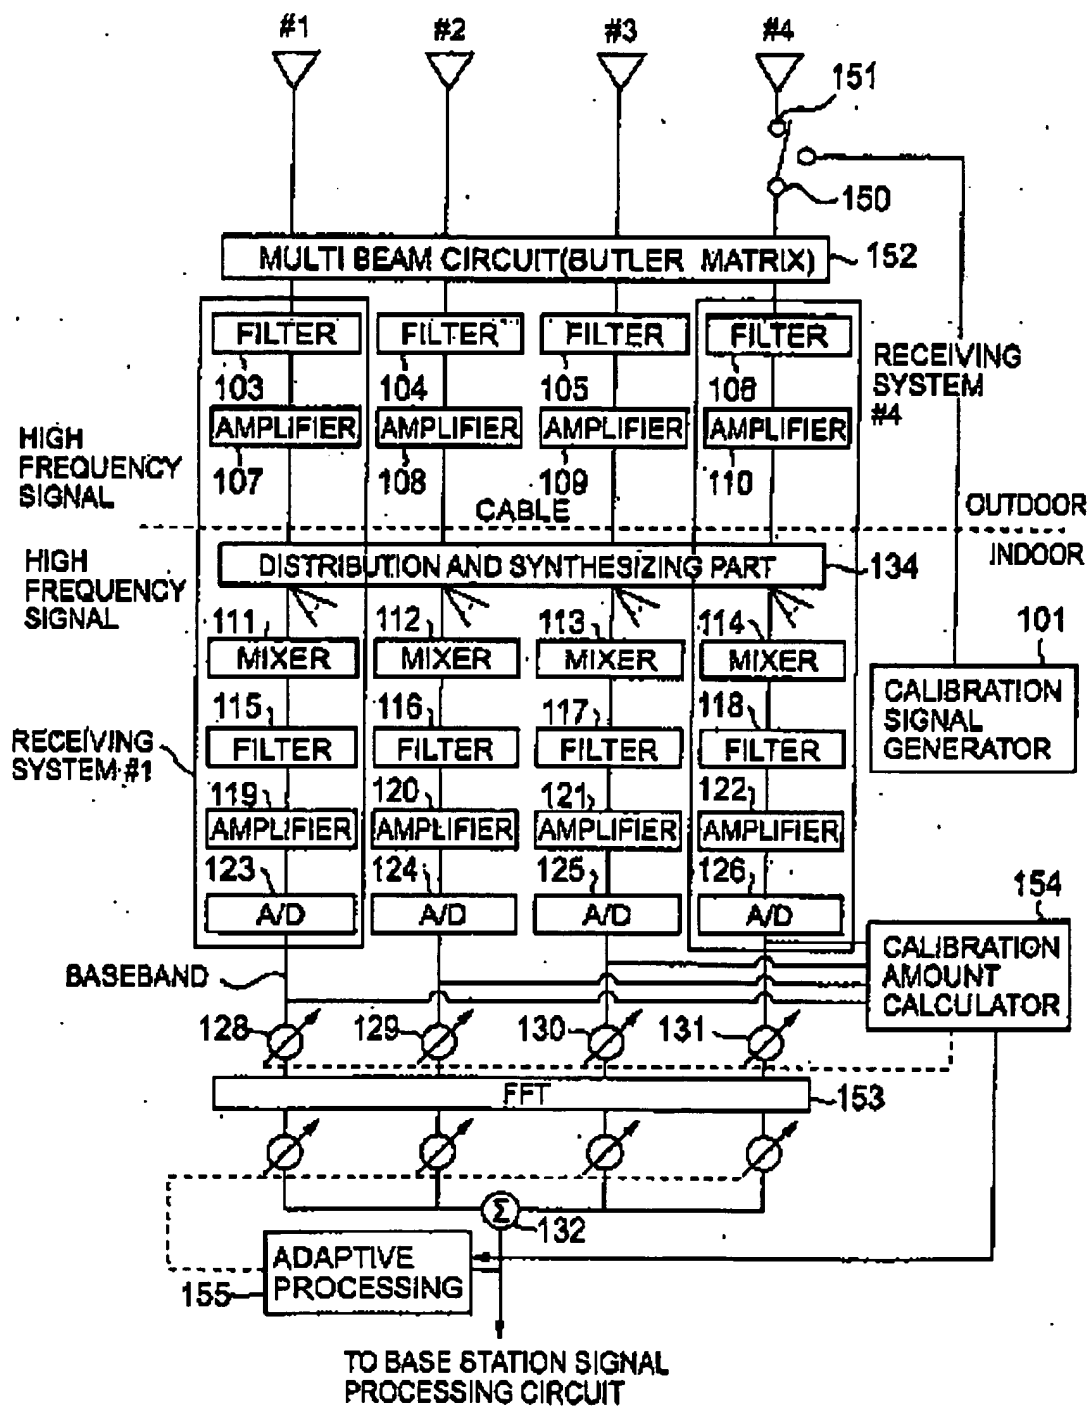 #1
#2
#3
#4
151
150
MULTI BEAM CIRCUIT(BUTLER MATRIX)
152
FILTER
FILTER
FILTER
FILTER
103
104
105
106
RECEIVING
SYSTEM
#4
AMPLIFIER
AMPLIFIER
AMPLIFIER
AMPLIFIER
107
108
109
110
HIGH
FREQUENCY
SIGNAL
CABLE
OUTDOOR
INDOOR
HIGH
FREQUENCY
SIGNAL
DISTRIBUTION AND SYNTHESIZING PART
134
111
112
113
114
MIXER
MIXER
MIXER
MIXER
101
CALIBRATION
SIGNAL
GENERATOR
115
116
117
118
FILTER
FILTER
FILTER
FILTER
RECEIVING
SYSTEM #1
119
120
121
122
AMPLIFIER
AMPLIFIER
AMPLIFIER
AMPLIFIER
123
124
125
126
A/D
A/D
A/D
A/D
154
CALIBRATION
AMOUNT
CALCULATOR
BASEBAND
128
129
130
131
FFT
153
Σ
132
ADAPTIVE
PROCESSING
155
TO BASE STATION SIGNAL
PROCESSING CIRCUIT